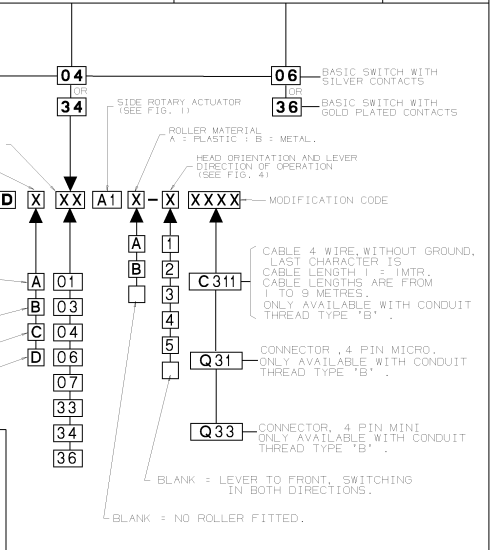 04
OR
34
06
OR
36
BASIC SWITCH WITH
SILVER CONTACTS
BASIC SWITCH WITH
GOLD PLATED CONTACTS
SIDE ROTARY ACTUATOR
(SEE FIG. 1)
ROLLER MATERIAL
A = PLASTIC ; B = METAL.
HEAD ORIENTATION AND LEVER
DIRECTION OF OPERATION
(SEE FIG. 4)
D X XX A1 X - X XXXX MODIFICATION CODE
A
B
C
D
01
03
04
06
07
33
34
36
A
B
1
2
3
4
5
C311
CABLE 4 WIRE, WITHOUT GROUND,
LAST CHARACTER IS
CABLE LENGTH 1 = 1MTR.
CABLE LENGTHS ARE FROM
1 TO 9 METRES.
ONLY AVAILABLE WITH CONDUIT
THREAD TYPE 'B' .
Q31
CONNECTOR ,4 PIN MICRO.
ONLY AVAILABLE WITH CONDUIT
THREAD TYPE 'B' .
Q33
CONNECTOR, 4 PIN MINI
ONLY AVAILABLE WITH CONDUIT
THREAD TYPE 'B' .
BLANK = LEVER TO FRONT, SWITCHING
IN BOTH DIRECTIONS.
BLANK = NO ROLLER FITTED.